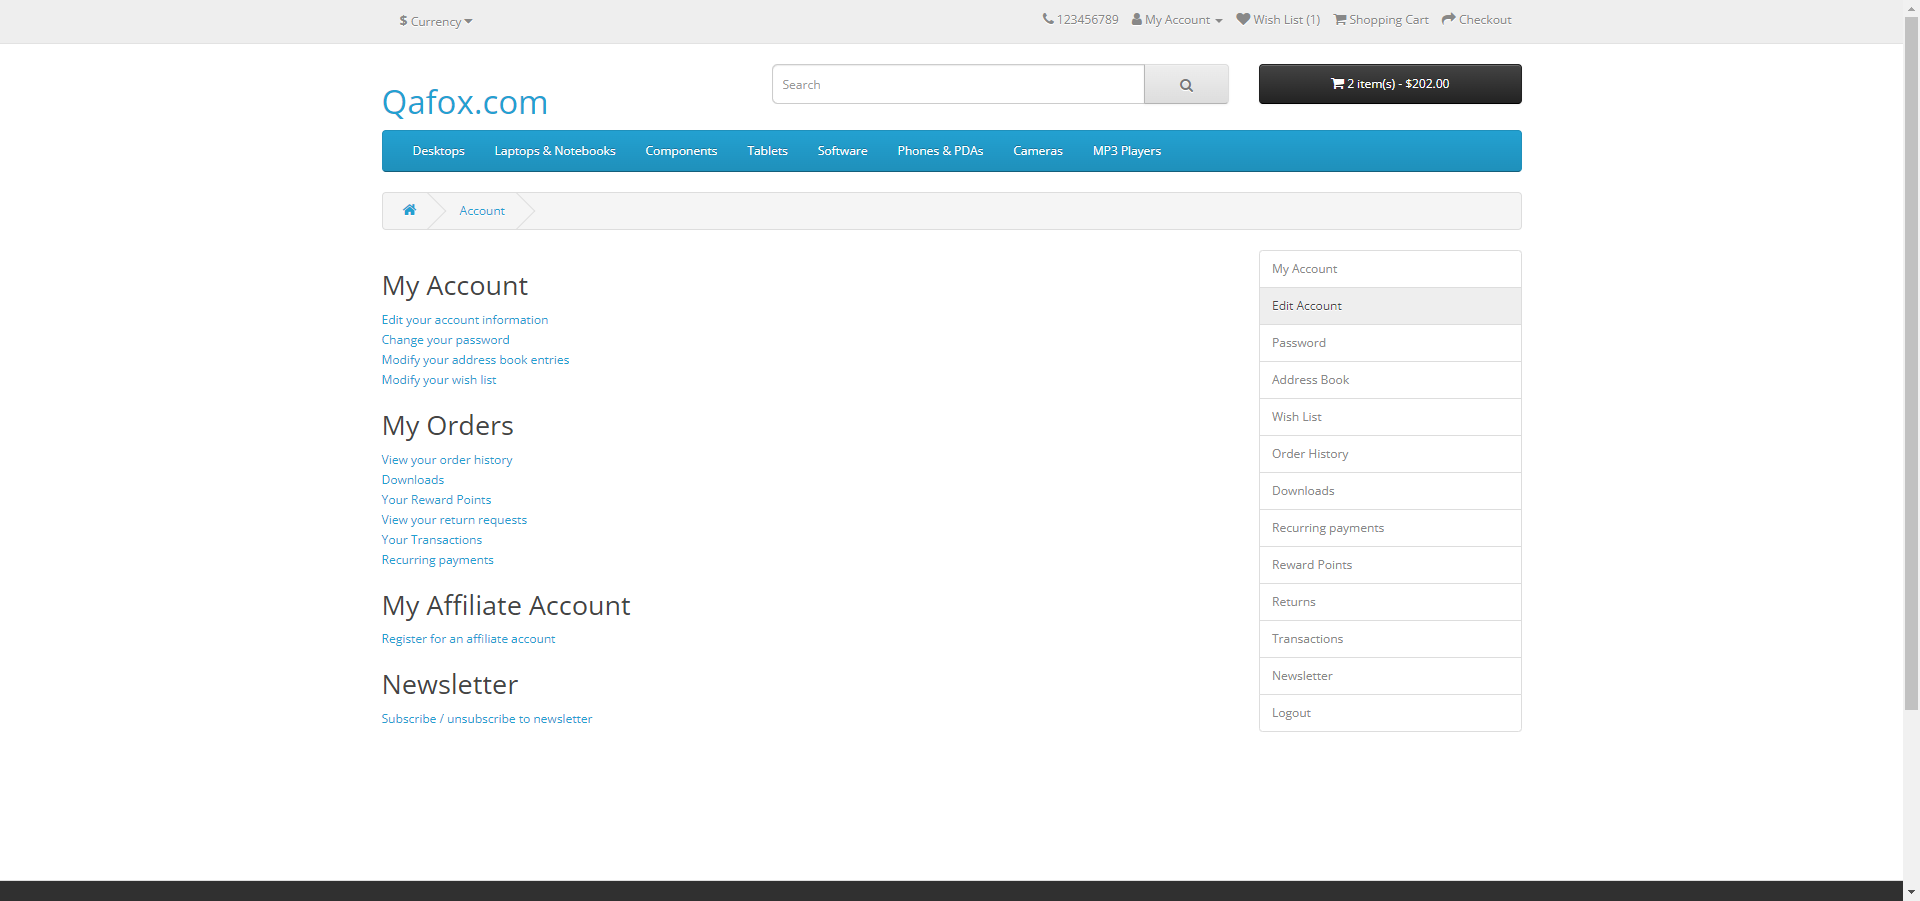 $ Currency
123456789 My Account Wish List (1) Shopping Cart Checkout
Qafox.com
Search
2 item(s) - $202.00
Desktops Laptops & Notebooks Components Tablets Software Phones & PDAs Cameras MP3 Players
Account
My Account
Edit your account information
Change your password
Modify your address book entries
Modify your wish list
My Orders
View your order history
Downloads
Your Reward Points
View your return requests
Your Transactions
Recurring payments
My Affiliate Account
Register for an affiliate account
Newsletter
Subscribe / unsubscribe to newsletter
My Account
Edit Account
Password
Address Book
Wish List
Order History
Downloads
Recurring payments
Reward Points
Returns
Transactions
Newsletter
Logout